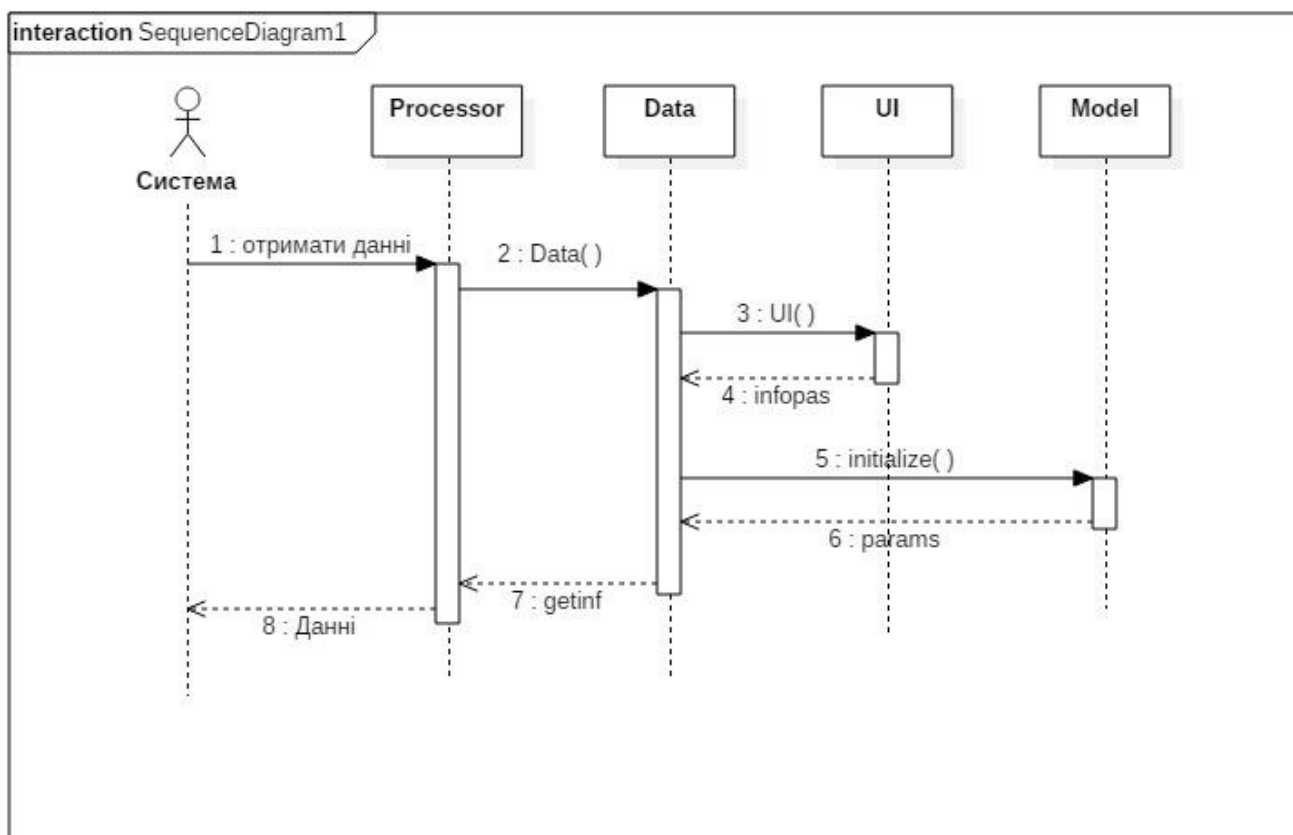 interaction SequenceDiagram1
Processor
Data
UI
Model
Система
1 : отримати данні
2 : Data( )
3 : UI( )
4 : infopas
5 : initialize( )
6 : params
7 : getinf
8 : Данні